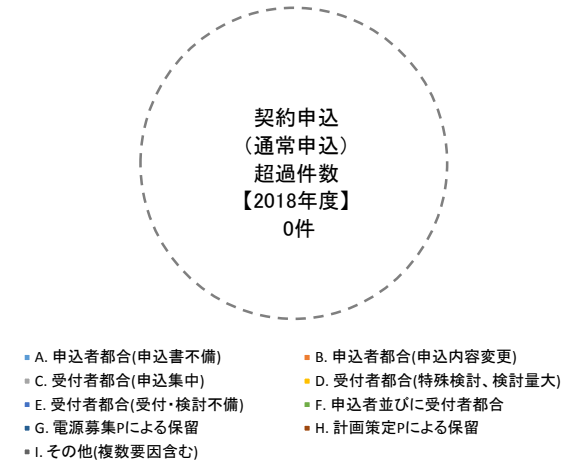 契約申込
（通常申込）
超過件数
【2018年度】
0件
A. 申込者都合(申込書不備)
B. 申込者都合(申込内容変更)
C. 受付者都合(申込集中)
D. 受付者都合(特殊検討、検討量大)
E. 受付者都合(受付・検討不備)
F. 申込者並びに受付者都合
G. 電源募集Pによる保留
H. 計画策定Pによる保留
I. その他(複数要因含む)